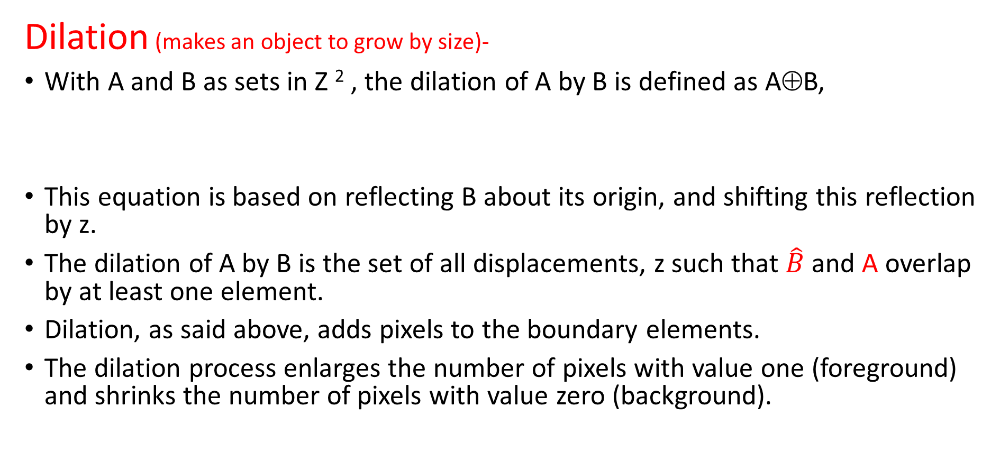 Dilation (makes an object to grow by size)-
• With A and B as sets in Z ² , the dilation of A by B is defined as A⊕B,
• This equation is based on reflecting B about its origin, and shifting this reflection
by z.
• The dilation of A by B is the set of all displacements, z such that B̂ and A overlap
by at least one element.
• Dilation, as said above, adds pixels to the boundary elements.
• The dilation process enlarges the number of pixels with value one (foreground)
and shrinks the number of pixels with value zero (background).